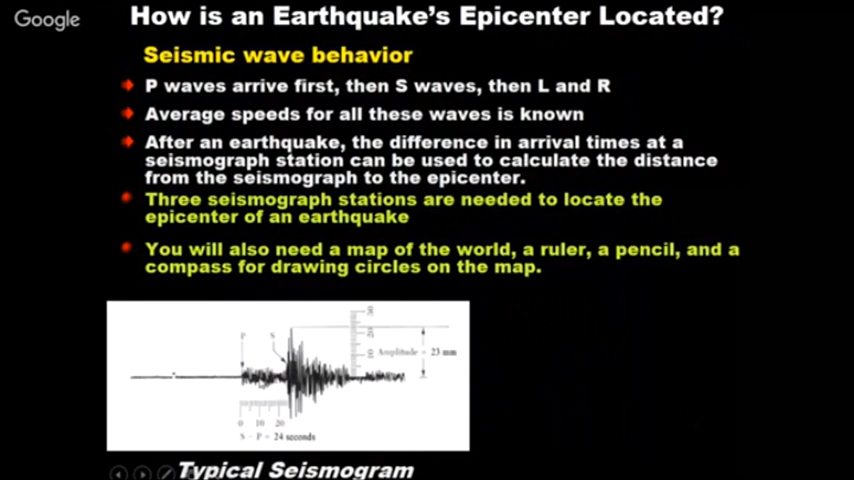 Google
How is an Earthquake's Epicenter Located?
Seismic wave behavior
P waves arrive first, then S waves, then L and R
Average speeds for all these waves is known
After an earthquake, the difference in arrival times at a
seismograph station can be used to calculate the distance
from the seismograph to the epicenter.
Three seismograph stations are needed to locate the
epicenter of an earthquake
You will also need a map of the world, a ruler, a pencil, and a
compass for drawing circles on the map.
30
P S 20
10 Amplitude = 23 mm
0 10 20
S - P = 24 seconds
Typical Seismogram